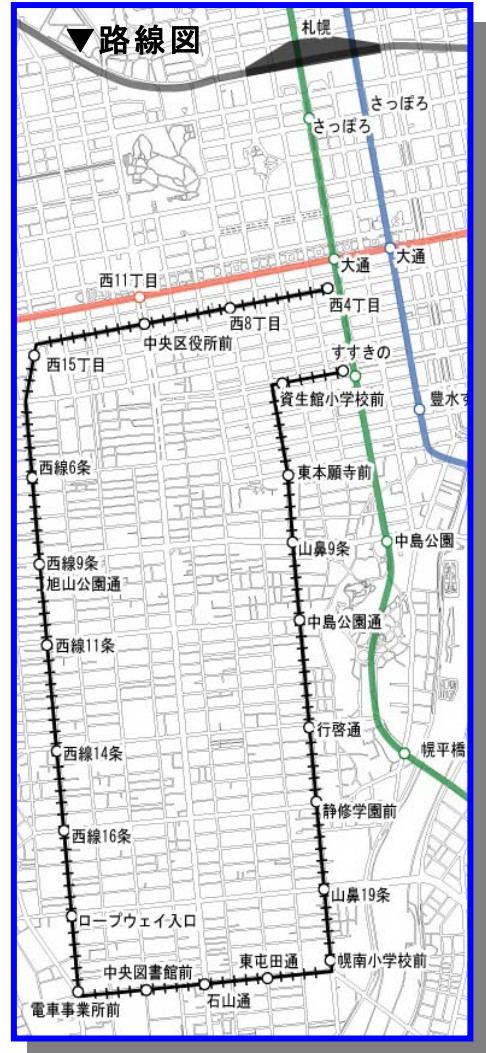 ▼路線図
札幌
さっぽろ
さっぽろ
大通
大通
西11丁目
西4丁目
西8丁目
中央区役所前
すすきの
西15丁目
資生館小学校前
豊水す
西線6条
東本願寺前
山鼻9条
中島公園
西線9条
旭山公園通
中島公園通
西線11条
行啓通
西線14条
幌平橋
静修学園前
西線16条
山鼻19条
ロープウェイ入口
幌南小学校前
東屯田通
中央図書館前
石山通
電車事業所前